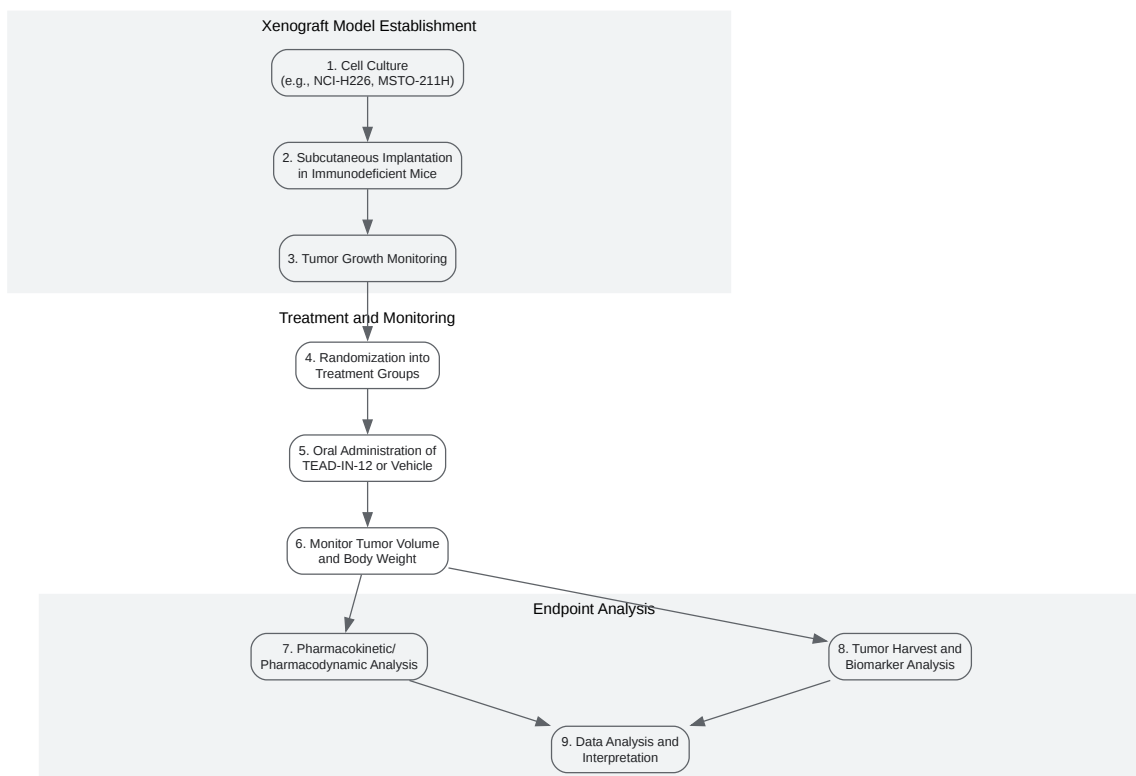 Xenograft Model Establishment
1. Cell Culture
(e.g., NCI-H226, MSTO-211H)
2. Subcutaneous Implantation
in Immunodeficient Mice
3. Tumor Growth Monitoring
Treatment and Monitoring
4. Randomization into
Treatment Groups
5. Oral Administration of
TEAD-IN-12 or Vehicle
6. Monitor Tumor Volume
and Body Weight
Endpoint Analysis
7. Pharmacokinetic/
Pharmacodynamic Analysis
8. Tumor Harvest and
Biomarker Analysis
9. Data Analysis and
Interpretation